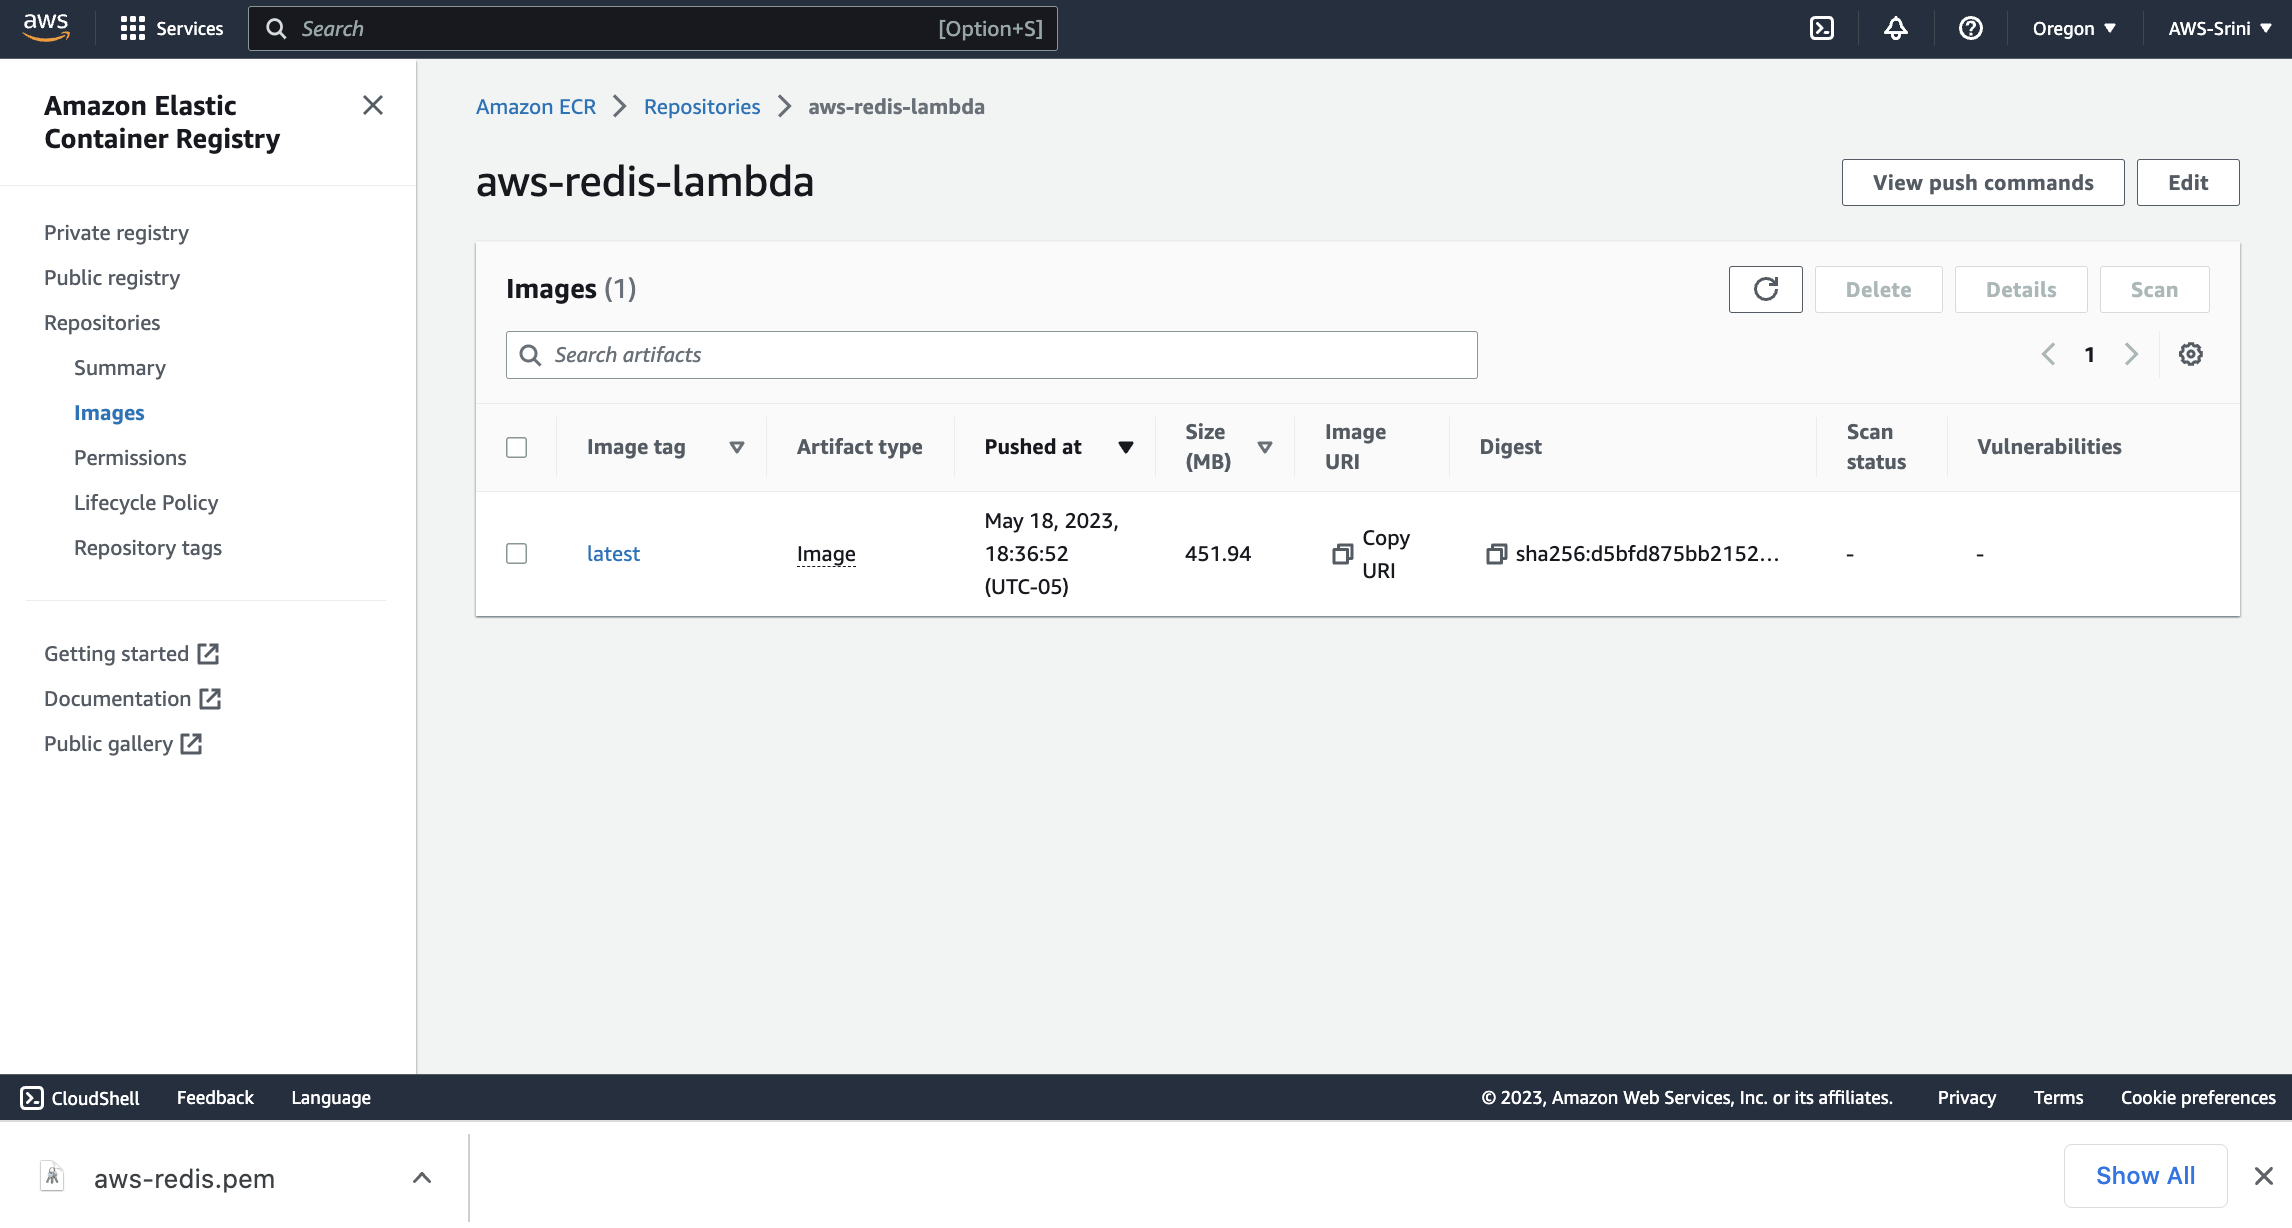 aws
Services
Search
[Option+S]
Oregon
AWS-Srini
Amazon Elastic
Container Registry
Private registry
Public registry
Repositories
Summary
Images
Permissions
Lifecycle Policy
Repository tags
Getting started
Documentation
Public gallery
Amazon ECR
Repositories
aws-redis-lambda
aws-redis-lambda
View push commands
Edit
Images (1)
Delete
Details
Scan
Search artifacts
1
Image tag
Artifact type
Pushed at
Size
(MB)
Image
URI
Digest
Scan
status
Vulnerabilities
latest
Image
May 18, 2023,
18:36:52
(UTC-05)
451.94
Copy
URI
sha256:d5bfd875bb2152...
-
-
CloudShell
Feedback
Language
© 2023, Amazon Web Services, Inc. or its affiliates.
Privacy
Terms
Cookie preferences
aws-redis.pem
Show All